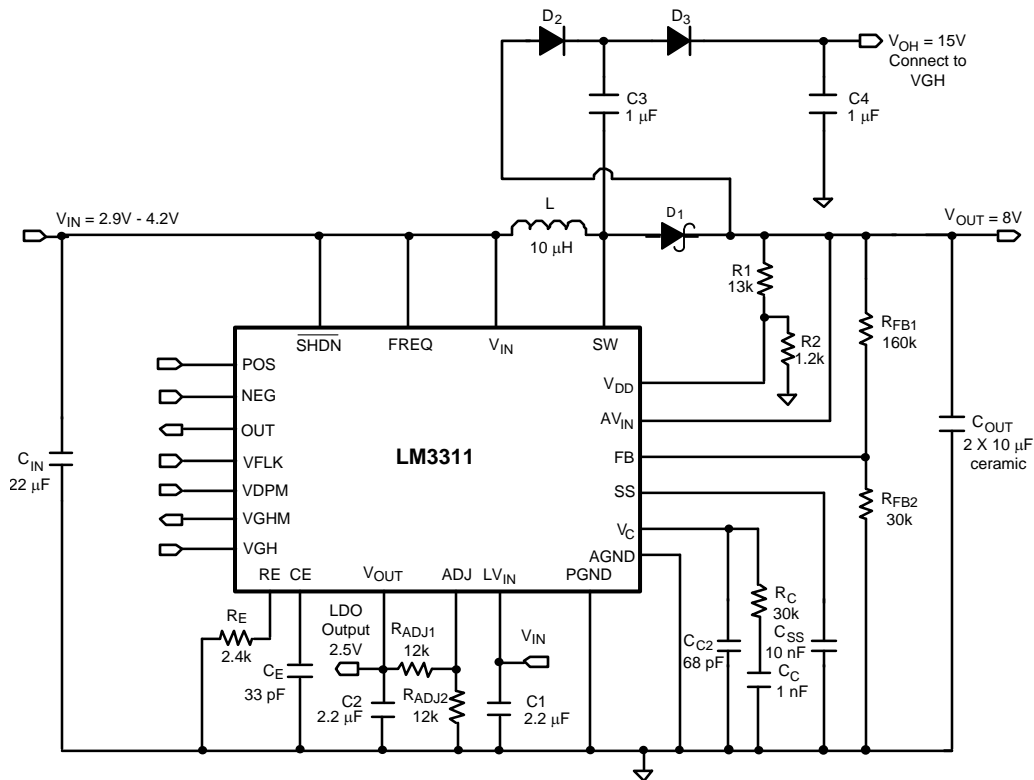 D2
D3
VOH = 15V
Connect to
VGH
C3
1 μF
C4
1 μF
VIN = 2.9V - 4.2V
L
10 μH
D1
VOUT = 8V
R1
13k
RFB1
160k
R2
1.2k
SHDN
FREQ
VIN
SW
POS
NEG
OUT
VFLK
VDPM
VGHM
VGH
LM3311
VDD
AVIN
FB
SS
VC
AGND
CIN
22 μF
COUT
2 X 10 μF
ceramic
RFB2
30k
RE
CE
VOUT
ADJ
LVIN
PGND
RE
2.4k
LDO
Output
2.5V
RADJ1
12k
VIN
RC
30k
CE
33 pF
C2
2.2 μF
RADJ2
12k
C1
2.2 μF
CC2
68 pF
CSS
10 nF
CC
1 nF